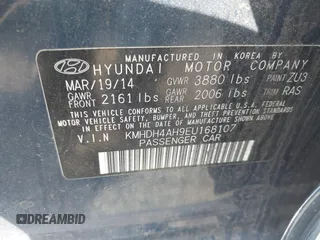 MANUFACTURED IN KOREA BY
HYUNDAI MOTOR COMPANY
MAR/19/14 GVWR 3880 lbs PAINT ZU3
GAWR FRONT 2161 lbs GAWR REAR 2006 lbs TRIM RAS
THIS VEHICLE CONFORMS TO ALL APPLICABLE
FEDERAL MOTOR VEHICLE SAFETY, BUMPER, AND
THEFT PREVENTION STANDARDS IN EFFECT ON
THE DATE OF MANUFACTURE SHOWN ABOVE.
V.I.N KMHDH4AH9EU168107
PASSENGER CAR
DREAMBID